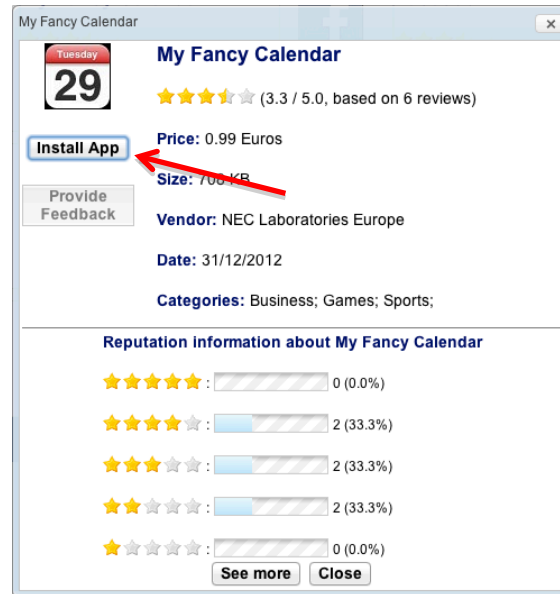 My Fancy Calendar
x
Tuesday
29
My Fancy Calendar
(3.3 / 5.0, based on 6 reviews)
Install App
Price: 0.99 Euros
Size: 708 KB
Provide
Feedback
Vendor: NEC Laboratories Europe
Date: 31/12/2012
Categories: Business; Games; Sports;
Reputation information about My Fancy Calendar
: 0 (0.0%)
: 2 (33.3%)
: 2 (33.3%)
: 2 (33.3%)
: 0 (0.0%)
See more Close